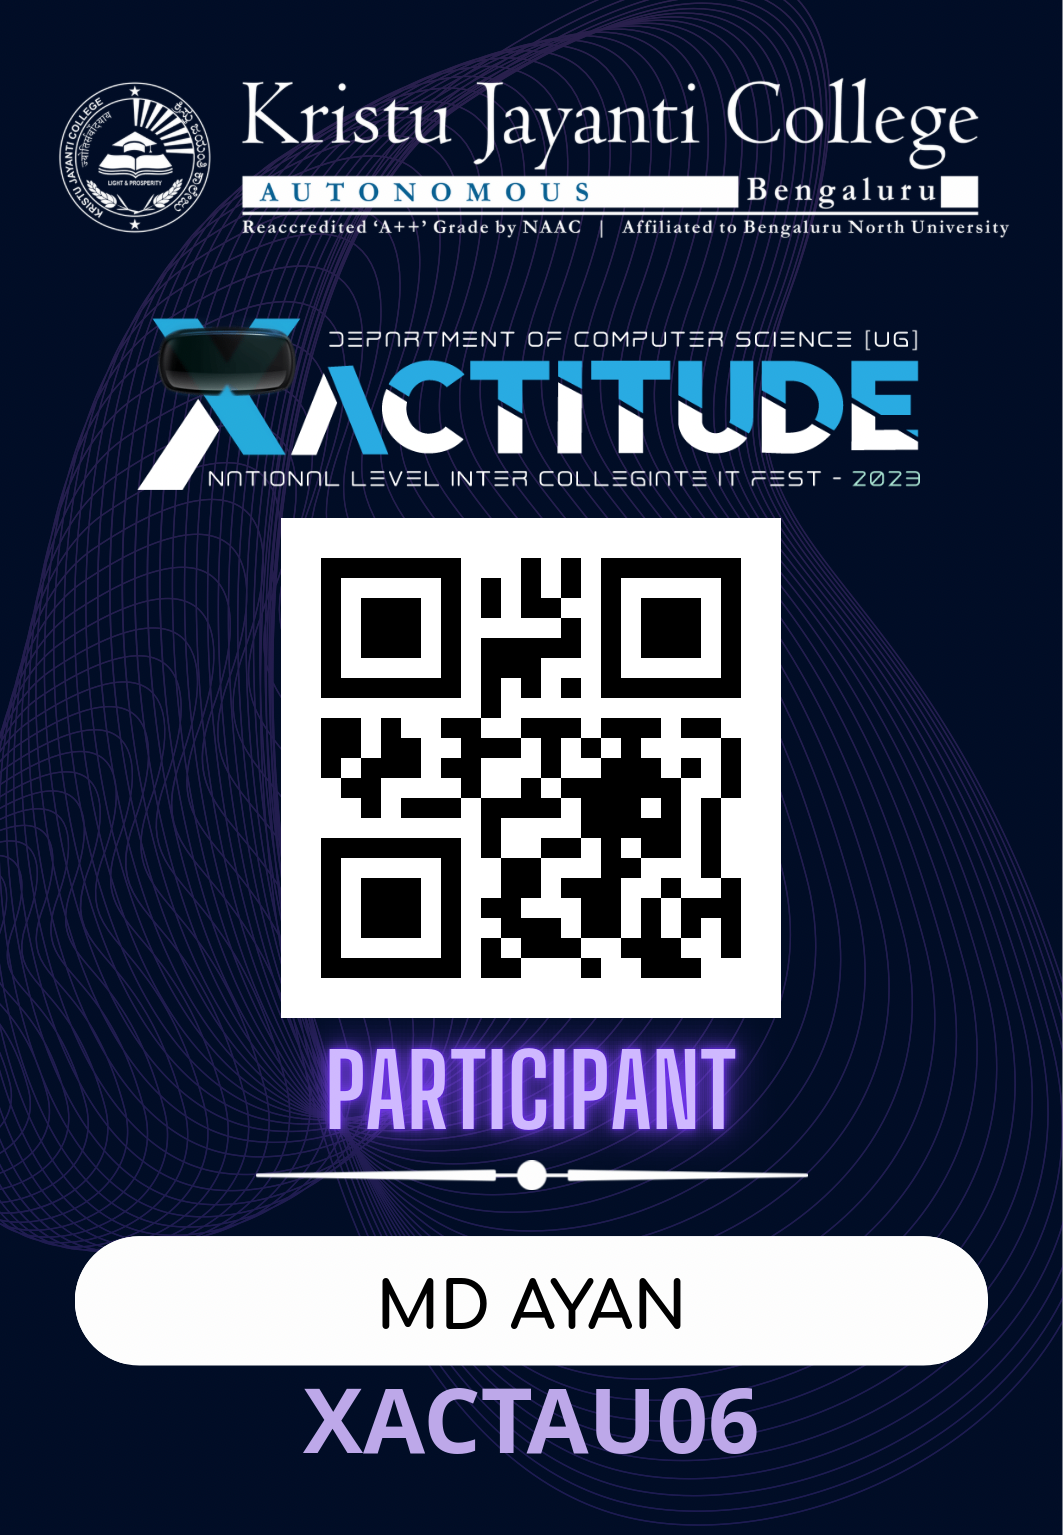 KRISTU JAYANTI COLLEGE
LIGHT & PROSPERITY
Kristu Jayanti College
AUTONOMOUS Bengaluru
Reaccredited ‘A++’ Grade by NAAC | Affiliated to Bengaluru North University
DEPARTMENT OF COMPUTER SCIENCE [UG]
XACTITUDE
NATIONAL LEVEL INTER COLLEGIATE IT FEST - 2023
PARTICIPANT
MD AYAN
XACTAU06